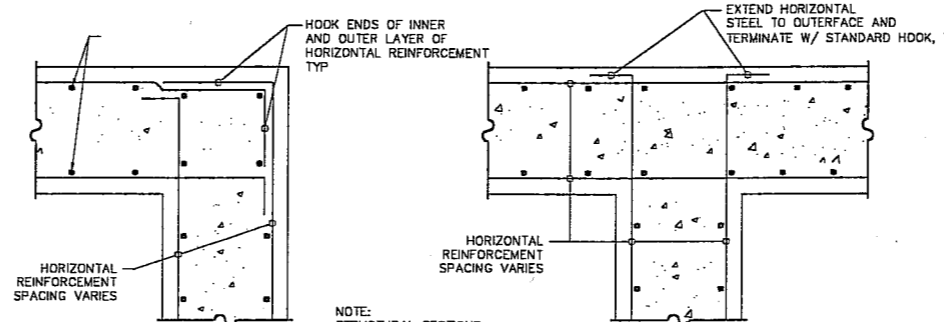 HOOK ENDS OF INNER
AND OUTER LAYER OF
HORIZONTAL REINFORCEMENT
TYP
EXTEND HORIZONTAL
STEEL TO OUTERFACE AND
TERMINATE W/ STANDARD HOOK,
HORIZONTAL
REINFORCEMENT
SPACING VARIES
HORIZONTAL
REINFORCEMENT
SPACING VARIES
NOTE: